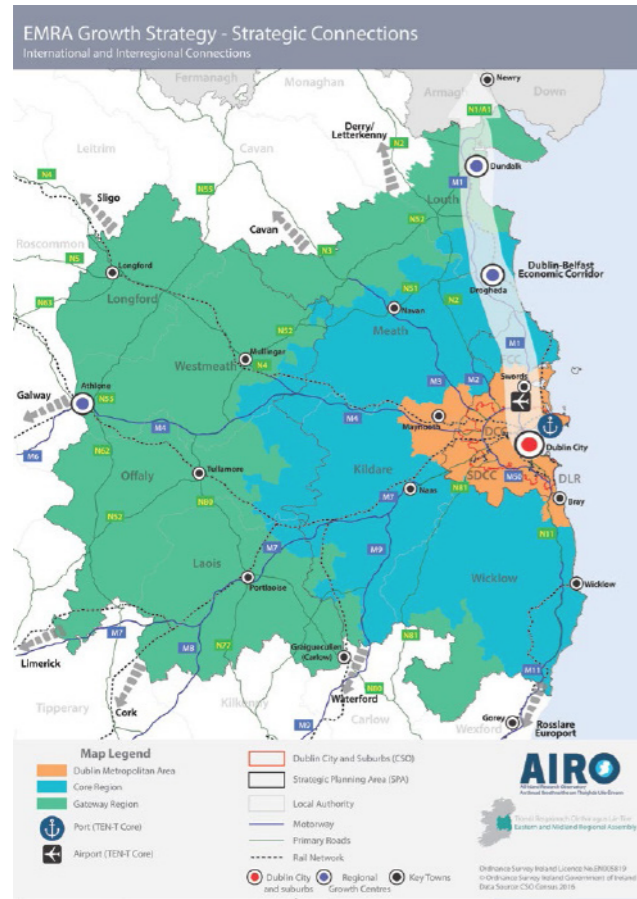 EMRA Growth Strategy - Strategic Connections
International and Interregional Connections
Fermanagh
Monaghan
Armagh
Down
Newry
N1/A1
Derry/
Letterkenny
N2
Dundalk
Leitrim
Cavan
N4
Sligo
N55
M1
Louth
Cavan
N52
Roscommon
N5
Longford
N3
Dublin-Belfast
Economic Corridor
Drogheda
Longford
N51
N2
N63
Navan
Meath
N52
M1
Mullingar
Westmeath
N4
M3
M2
Swords
Galway
Athlone
N55
Maynooth
M4
M4
Dublin City
M6
N62
Offaly
Kildare
SDCC
M50
DLR
Tullamore
M7
Naas
N81
Bray
N52
N80
N11
M7
M9
Laois
Wicklow
Portlaoise
Wicklow
M7
M8
N77
N81
Graiguecullen
(Carlow)
Limerick
N80
M11
Waterford
Tipperary
Cork
Kilkenny
M9
Carlow
Gorey
Wexford
Rosslare
Europort
Map Legend
Dublin Metropolitan Area
Core Region
Gateway Region
Port (TEN-T Core)
Airport (TEN-T Core)
Dublin City and Suburbs (CSO)
Strategic Planning Area (SPA)
Local Authority
Motorway
Primary Roads
Rail Network
Dublin City
and suburbs
Regional
Growth Centres
Key Towns
AIRO
Eastern and Midland Regional Assembly
Ordnance Survey Ireland Licence No.EN005819
© Ordnance Survey Ireland Government of Ireland
Data Source: CSO Census 2016